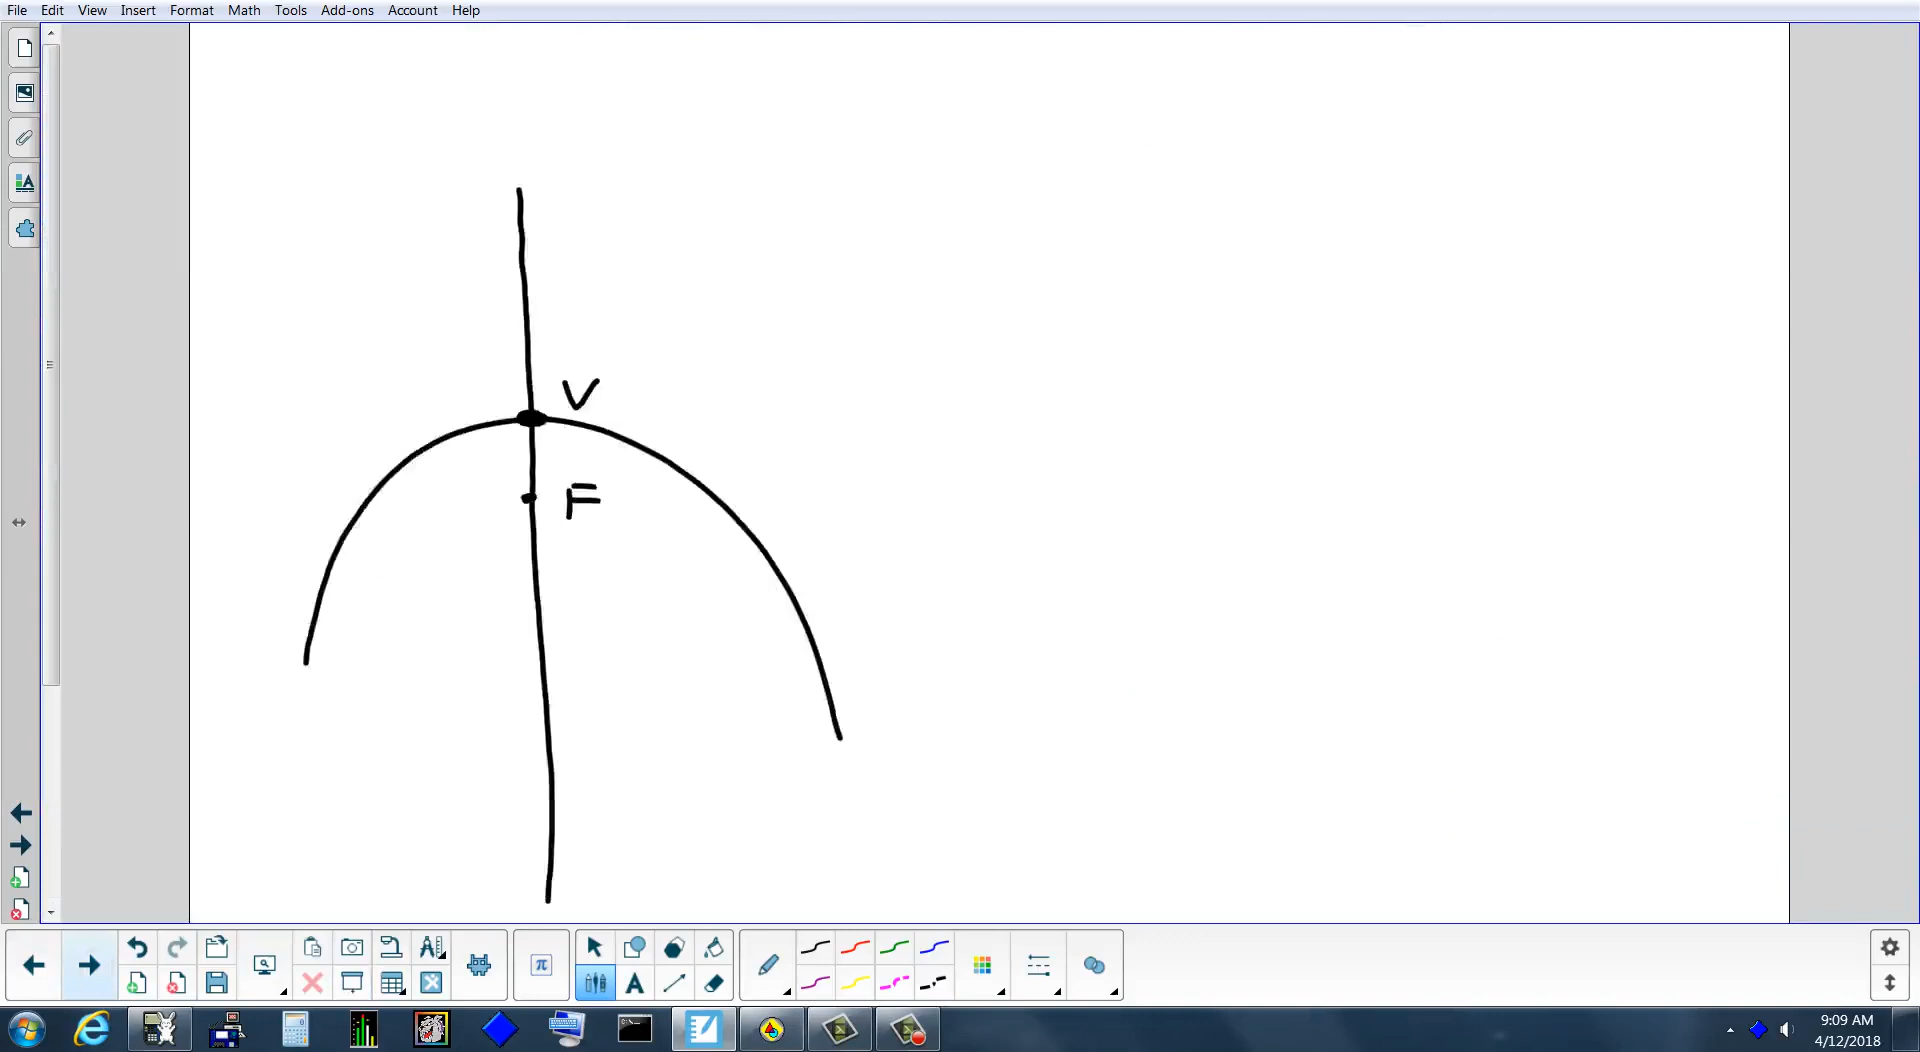 File Edit View Insert Format Math Tools Add-ons Account Help
V
F
π
A
9:09 AM
4/12/2018